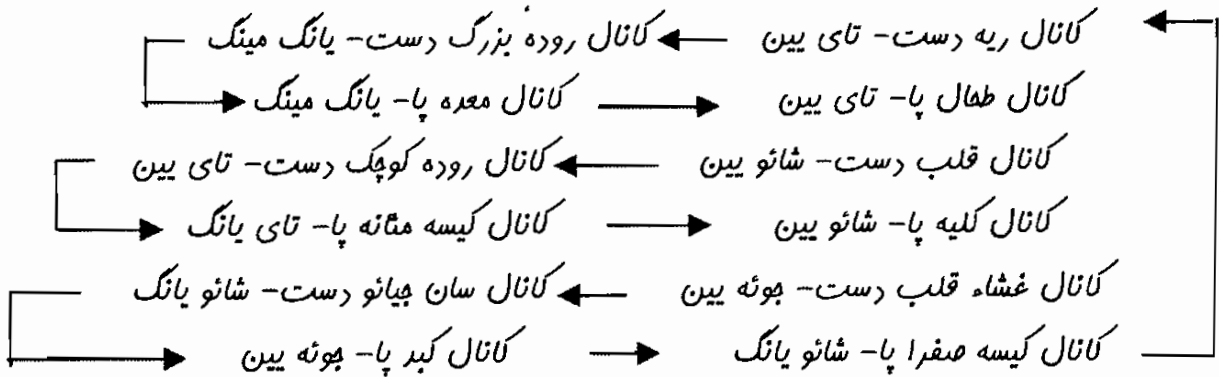 کانال ریه دست- تای یین کانال روده بزرگ دست- یانگ مینگ
کانال طحال پا- تای یین کانال معده پا- یانگ مینگ
کانال قلب دست- شائو یین کانال روده کوچک دست- تای یین
کانال کلیه پا- شائو یین کانال کیسه مثانه پا- تای یانگ
کانال غشاء قلب دست- جوئه یین کانال سان جیائو دست- شائو یانگ
کانال کیسه صفرا پا- شائو یانگ کانال کبد پا- جوئه یین